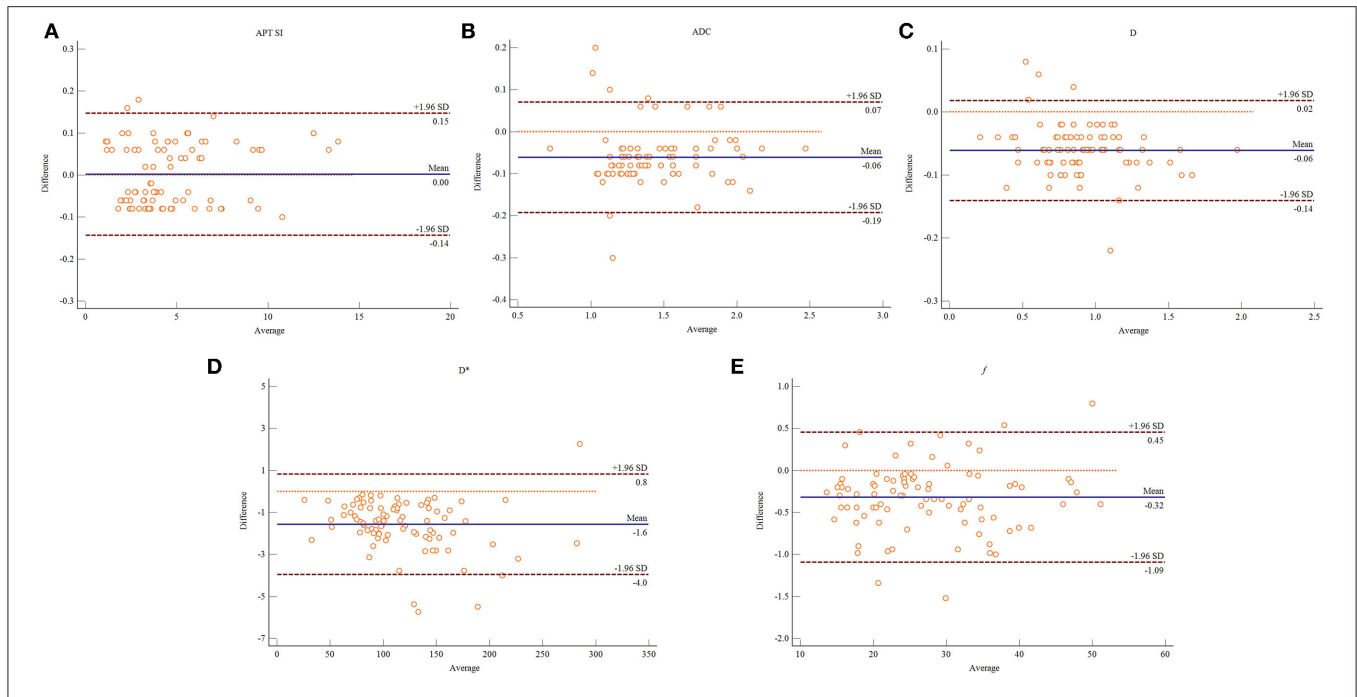 A
APT SI
0.3
0.2
0.1
0.0
-0.1
-0.2
-0.3
Difference
+1.96 SD
0.15
Mean
0.00
-1.96 SD
-0.14
0
5
10
15
20
Average
B
ADC
0.2
0.1
0.0
-0.1
-0.2
-0.3
-0.4
Difference
+1.96 SD
0.07
Mean
-0.06
-1.96 SD
-0.19
0.5
1.0
1.5
2.0
2.5
3.0
Average
C
D
0.1
0.0
-0.1
-0.2
-0.3
Difference
+1.96 SD
0.02
Mean
-0.06
-1.96 SD
-0.14
0.0
0.5
1.0
1.5
2.0
2.5
Average
D
D*
5
3
1
-1
-3
-5
-7
Difference
+1.96 SD
0.8
Mean
-1.6
-1.96 SD
-4.0
0
50
100
150
200
250
300
350
Average
E
f
1.0
0.5
0.0
-0.5
-1.0
-1.5
-2.0
Difference
+1.96 SD
0.45
Mean
-0.32
-1.96 SD
-1.09
10
20
30
40
50
60
Average